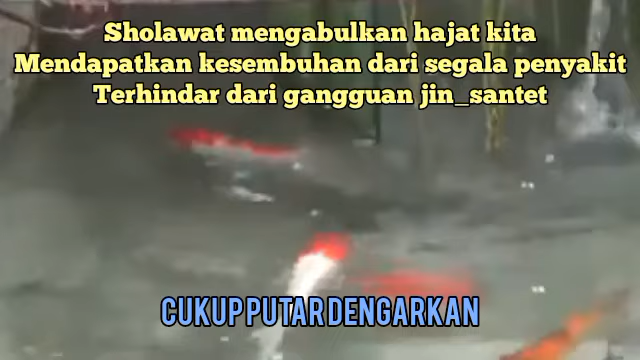 Sholawat mengabulkan hajat kita
Mendapatkan kesembuhan dari segala penyakit
Terhindar dari gangguan jin_santet
CUKUP PUTAR DENGARKAN